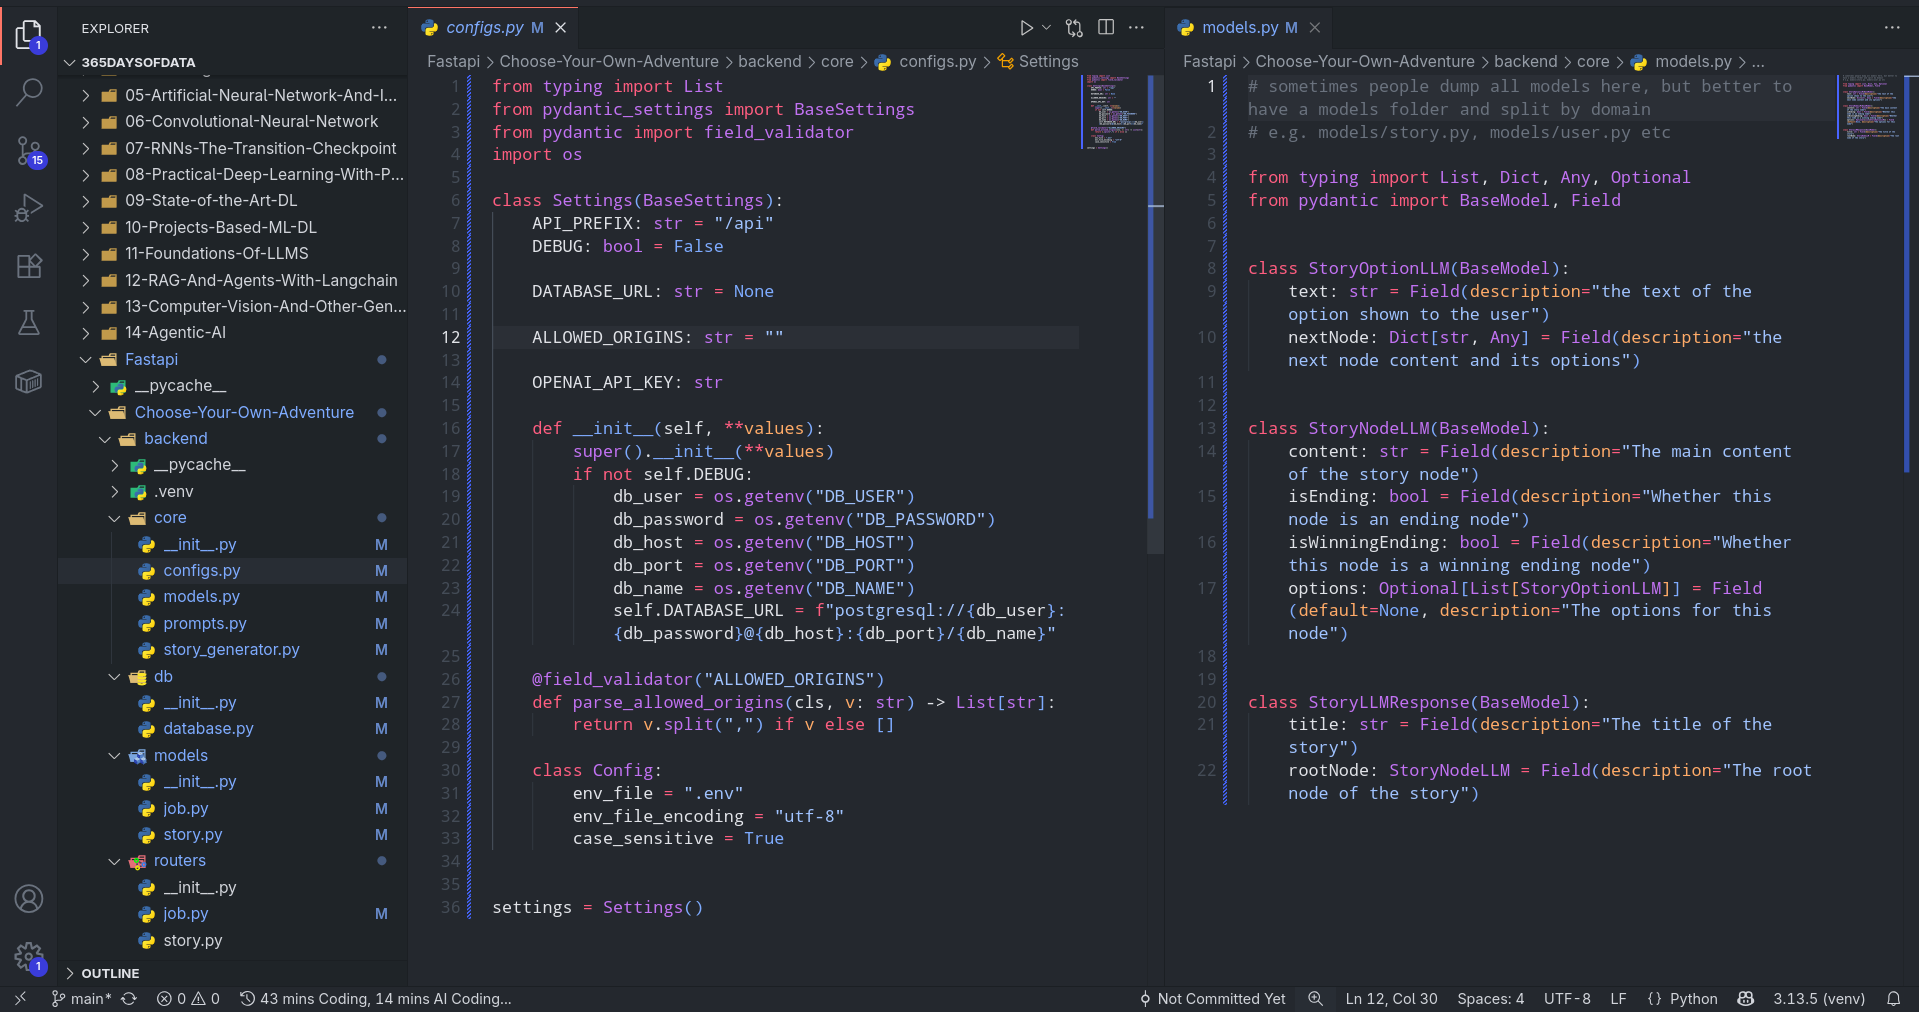 EXPLORER
365DAYSOFDATA
05-Artificial-Neural-Network-And-I...
06-Convolutional-Neural-Network
07-RNNs-The-Transition-Checkpoint
08-Practical-Deep-Learning-With-P...
09-State-of-the-Art-DL
10-Projects-Based-ML-DL
11-Foundations-Of-LLMS
12-RAG-And-Agents-With-Langchain
13-Computer-Vision-And-Other-Gen...
14-Agentic-AI
Fastapi
__pycache__
Choose-Your-Own-Adventure
backend
__pycache__
.venv
core
__init__.py M
configs.py M
models.py M
prompts.py M
story_generator.py M
db
__init__.py M
database.py M
models
__init__.py M
job.py M
story.py M
routers
__init__.py
job.py M
story.py
OUTLINE
1
15
1
configs.py M
Fastapi > Choose-Your-Own-Adventure > backend > core > configs.py > Settings
1 from typing import List
2 from pydantic_settings import BaseSettings
3 from pydantic import field_validator
4 import os
5
6 class Settings(BaseSettings):
7     API_PREFIX: str = "/api"
8     DEBUG: bool = False
9
10     DATABASE_URL: str = None
11
12     ALLOWED_ORIGINS: str = ""
13
14     OPENAI_API_KEY: str
15
16     def __init__(self, **values):
17         super().__init__(**values)
18         if not self.DEBUG:
19             db_user = os.getenv("DB_USER")
20             db_password = os.getenv("DB_PASSWORD")
21             db_host = os.getenv("DB_HOST")
22             db_port = os.getenv("DB_PORT")
23             db_name = os.getenv("DB_NAME")
24             self.DATABASE_URL = f"postgresql://{db_user}:
            {db_password}@{db_host}:{db_port}/{db_name}"
25
26     @field_validator("ALLOWED_ORIGINS")
27     def parse_allowed_origins(cls, v: str) -> List[str]:
28         return v.split(",") if v else []
29
30     class Config:
31         env_file = ".env"
32         env_file_encoding = "utf-8"
33         case_sensitive = True
34
35
36 settings = Settings()
models.py M
Fastapi > Choose-Your-Own-Adventure > backend > core > models.py > ...
1 # sometimes people dump all models here, but better to
have a models folder and split by domain
2 # e.g. models/story.py, models/user.py etc
3
4 from typing import List, Dict, Any, Optional
5 from pydantic import BaseModel, Field
6
7
8 class StoryOptionLLM(BaseModel):
9     text: str = Field(description="the text of the
    option shown to the user")
10     nextNode: Dict[str, Any] = Field(description="the
    next node content and its options")
11
12
13 class StoryNodeLLM(BaseModel):
14     content: str = Field(description="The main content
    of the story node")
15     isEnding: bool = Field(description="Whether this
    node is an ending node")
16     isWinningEnding: bool = Field(description="Whether
    this node is a winning ending node")
17     options: Optional[List[StoryOptionLLM]] = Field
    (default=None, description="The options for this
    node")
18
19
20 class StoryLLMResponse(BaseModel):
21     title: str = Field(description="The title of the
    story")
22     rootNode: StoryNodeLLM = Field(description="The root
    node of the story")
main* 0 0 43 mins Coding, 14 mins AI Coding... Not Committed Yet Ln 12, Col 30 Spaces: 4 UTF-8 LF {} Python 3.13.5 (venv)